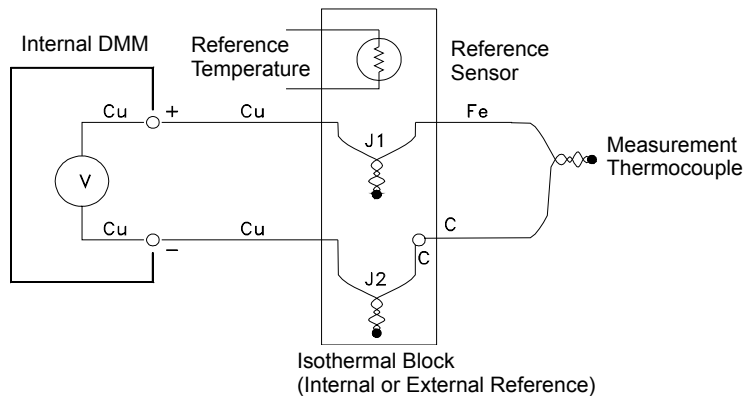 Internal DMM
Reference
Temperature
Reference
Sensor
Cu
+
Cu
J1
Fe
Measurement
Thermocouple
V
Cu
–
Cu
C
C
J2
Isothermal Block
(Internal or External Reference)